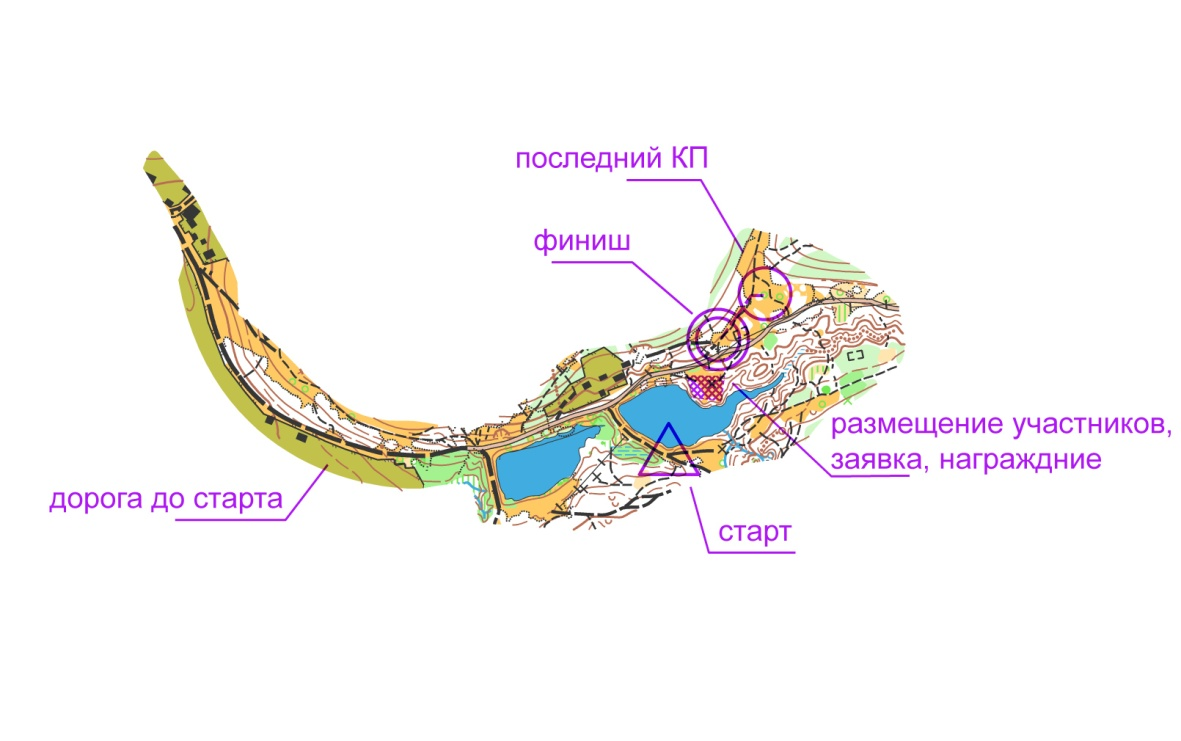 последний КП
финиш
размещение участников,
заявка, награждние
дорога до старта
старт